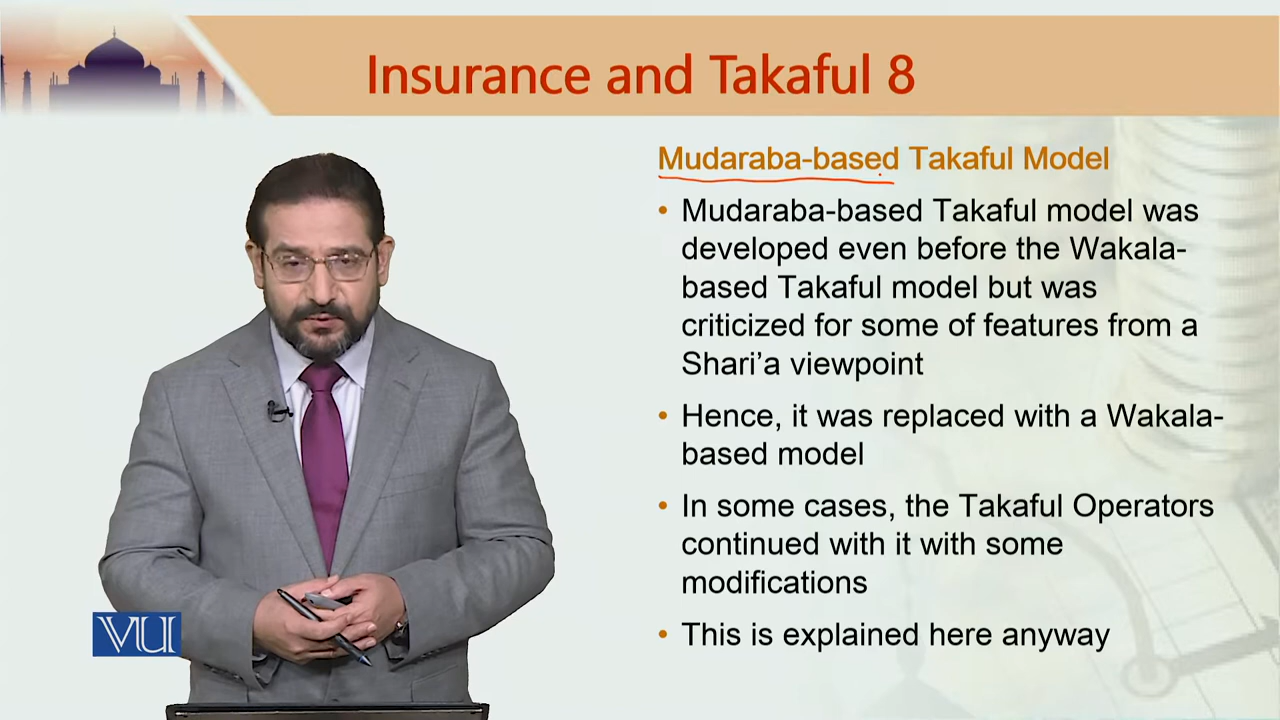 Insurance and Takaful 8
Mudaraba-based Takaful Model
• Mudaraba-based Takaful model was
developed even before the Wakala-
based Takaful model but was
criticized for some of features from a
Shari’a viewpoint
• Hence, it was replaced with a Wakala-
based model
• In some cases, the Takaful Operators
continued with it with some
modifications
• This is explained here anyway
VU